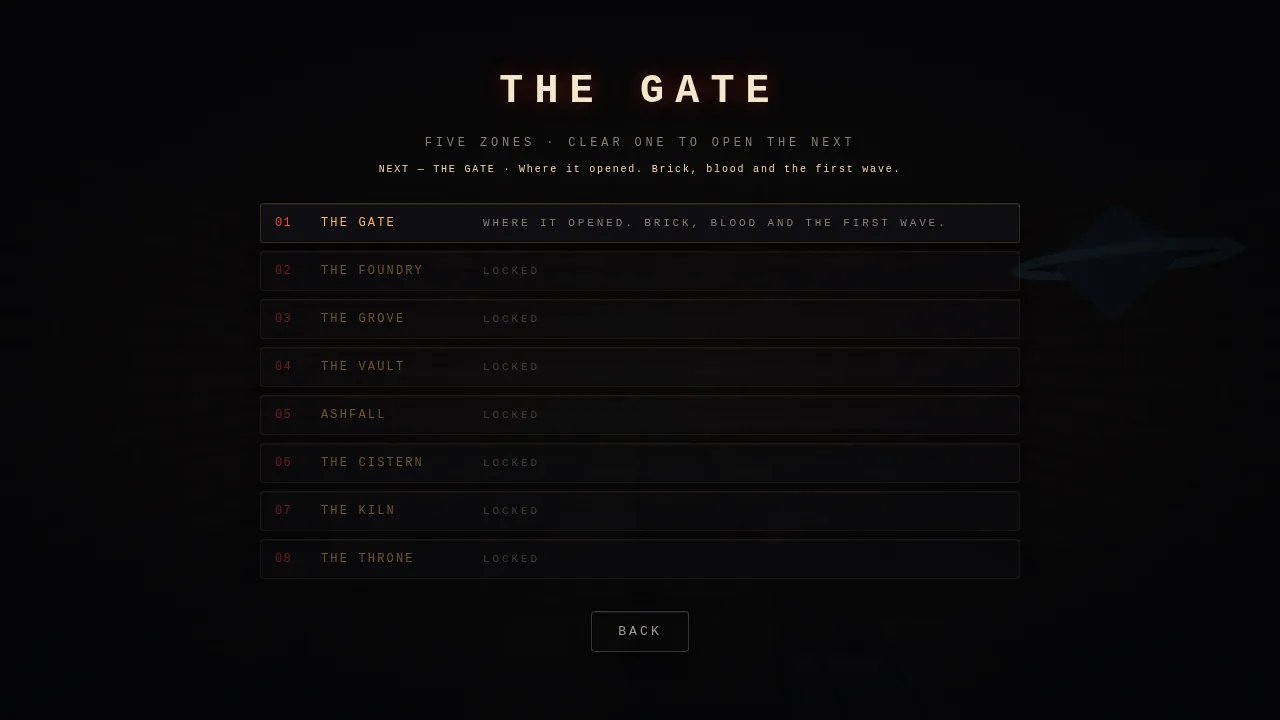 THE GATE
FIVE ZONES · CLEAR ONE TO OPEN THE NEXT
NEXT — THE GATE · Where it opened. Brick, blood and the first wave.
01 THE GATE WHERE IT OPENED. BRICK, BLOOD AND THE FIRST WAVE.
02 THE FOUNDRY LOCKED
03 THE GROVE LOCKED
04 THE VAULT LOCKED
05 ASHFALL LOCKED
06 THE CISTERN LOCKED
07 THE KILN LOCKED
08 THE THRONE LOCKED
BACK